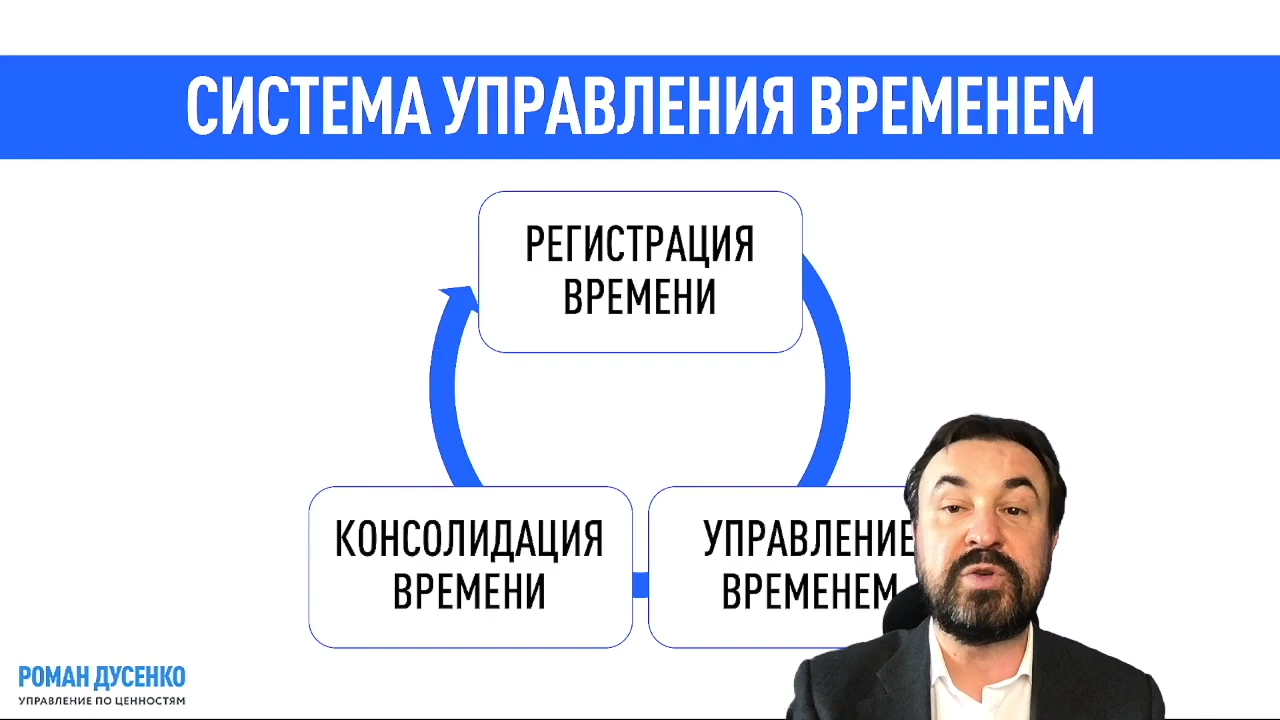 СИСТЕМА УПРАВЛЕНИЯ ВРЕМЕНЕМ
РЕГИСТРАЦИЯ
ВРЕМЕНИ
КОНСОЛИДАЦИЯ
ВРЕМЕНИ
УПРАВЛЕНИЕ
ВРЕМЕНЕМ
РОМАН ДУСЕНКО
УПРАВЛЕНИЕ ПО ЦЕННОСТЯМ